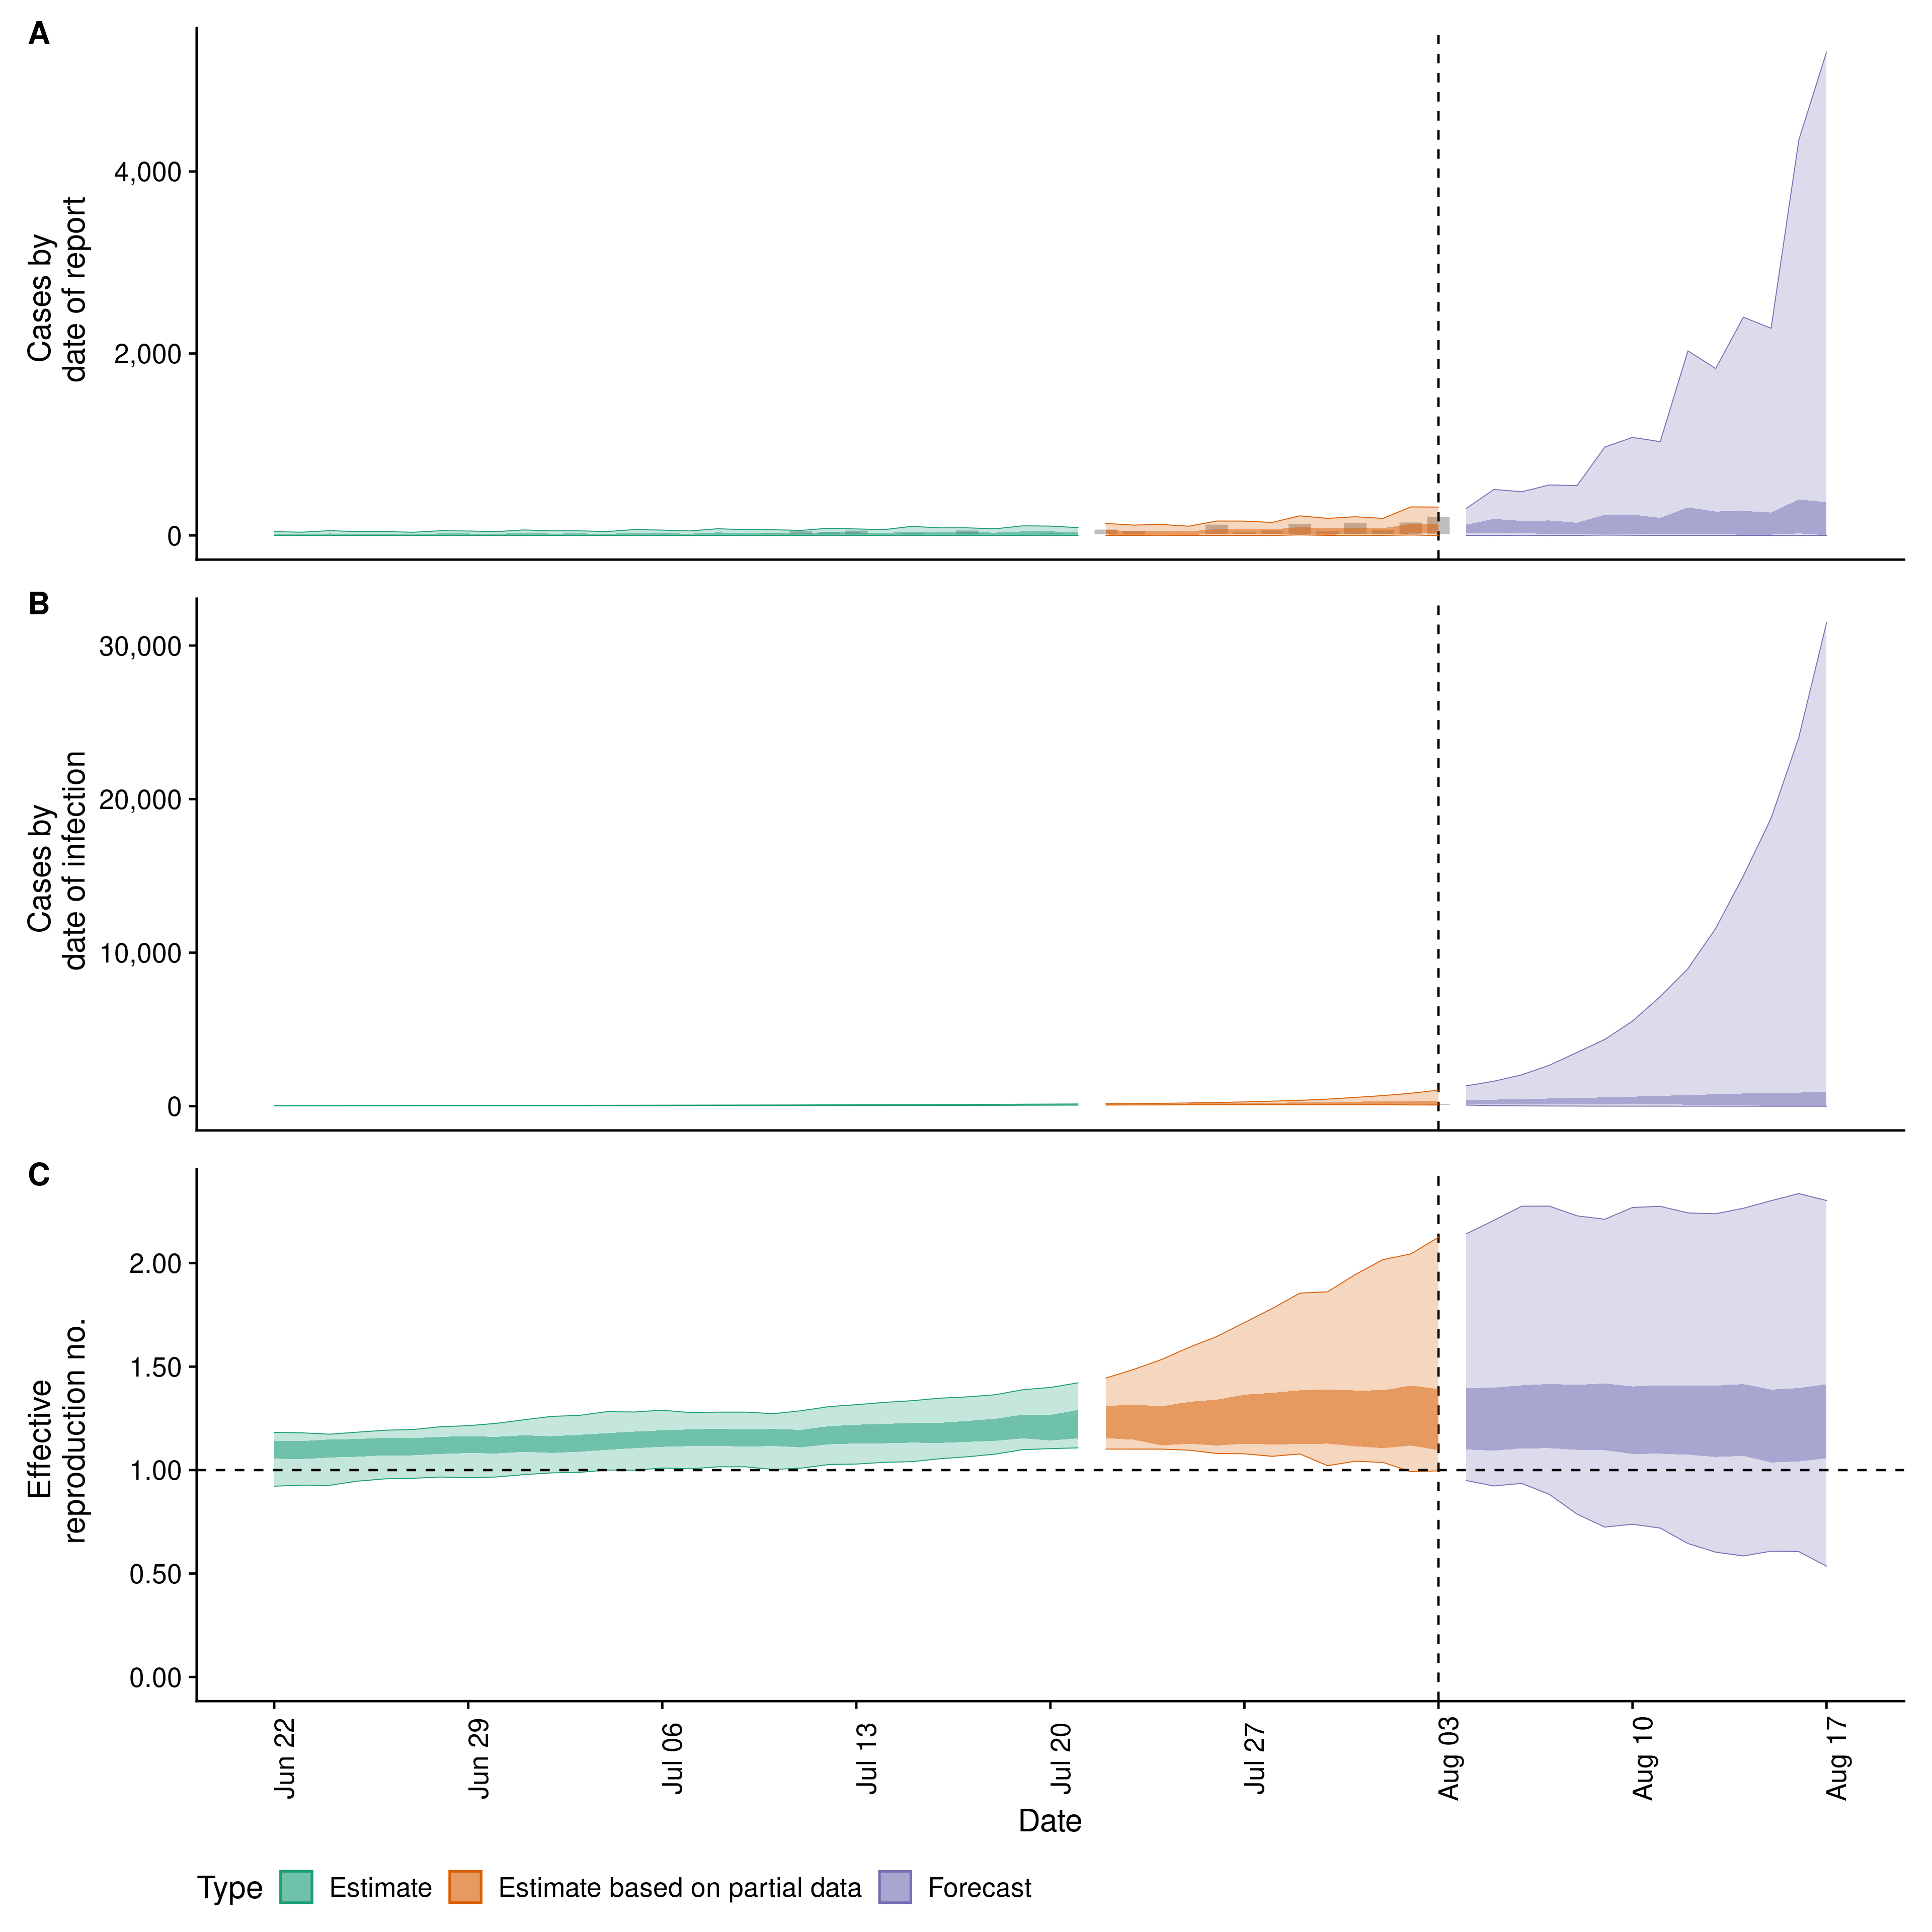 A
Cases by
date of report
4,000
2,000
0
B
Cases by
date of infection
30,000
20,000
10,000
0
C
Effective
reproduction no.
2.00
1.50
1.00
0.50
0.00
Jun 22
Jun 29
Jul 06
Jul 13
Jul 20
Jul 27
Aug 03
Aug 10
Aug 17
Date
Type Estimate Estimate based on partial data Forecast